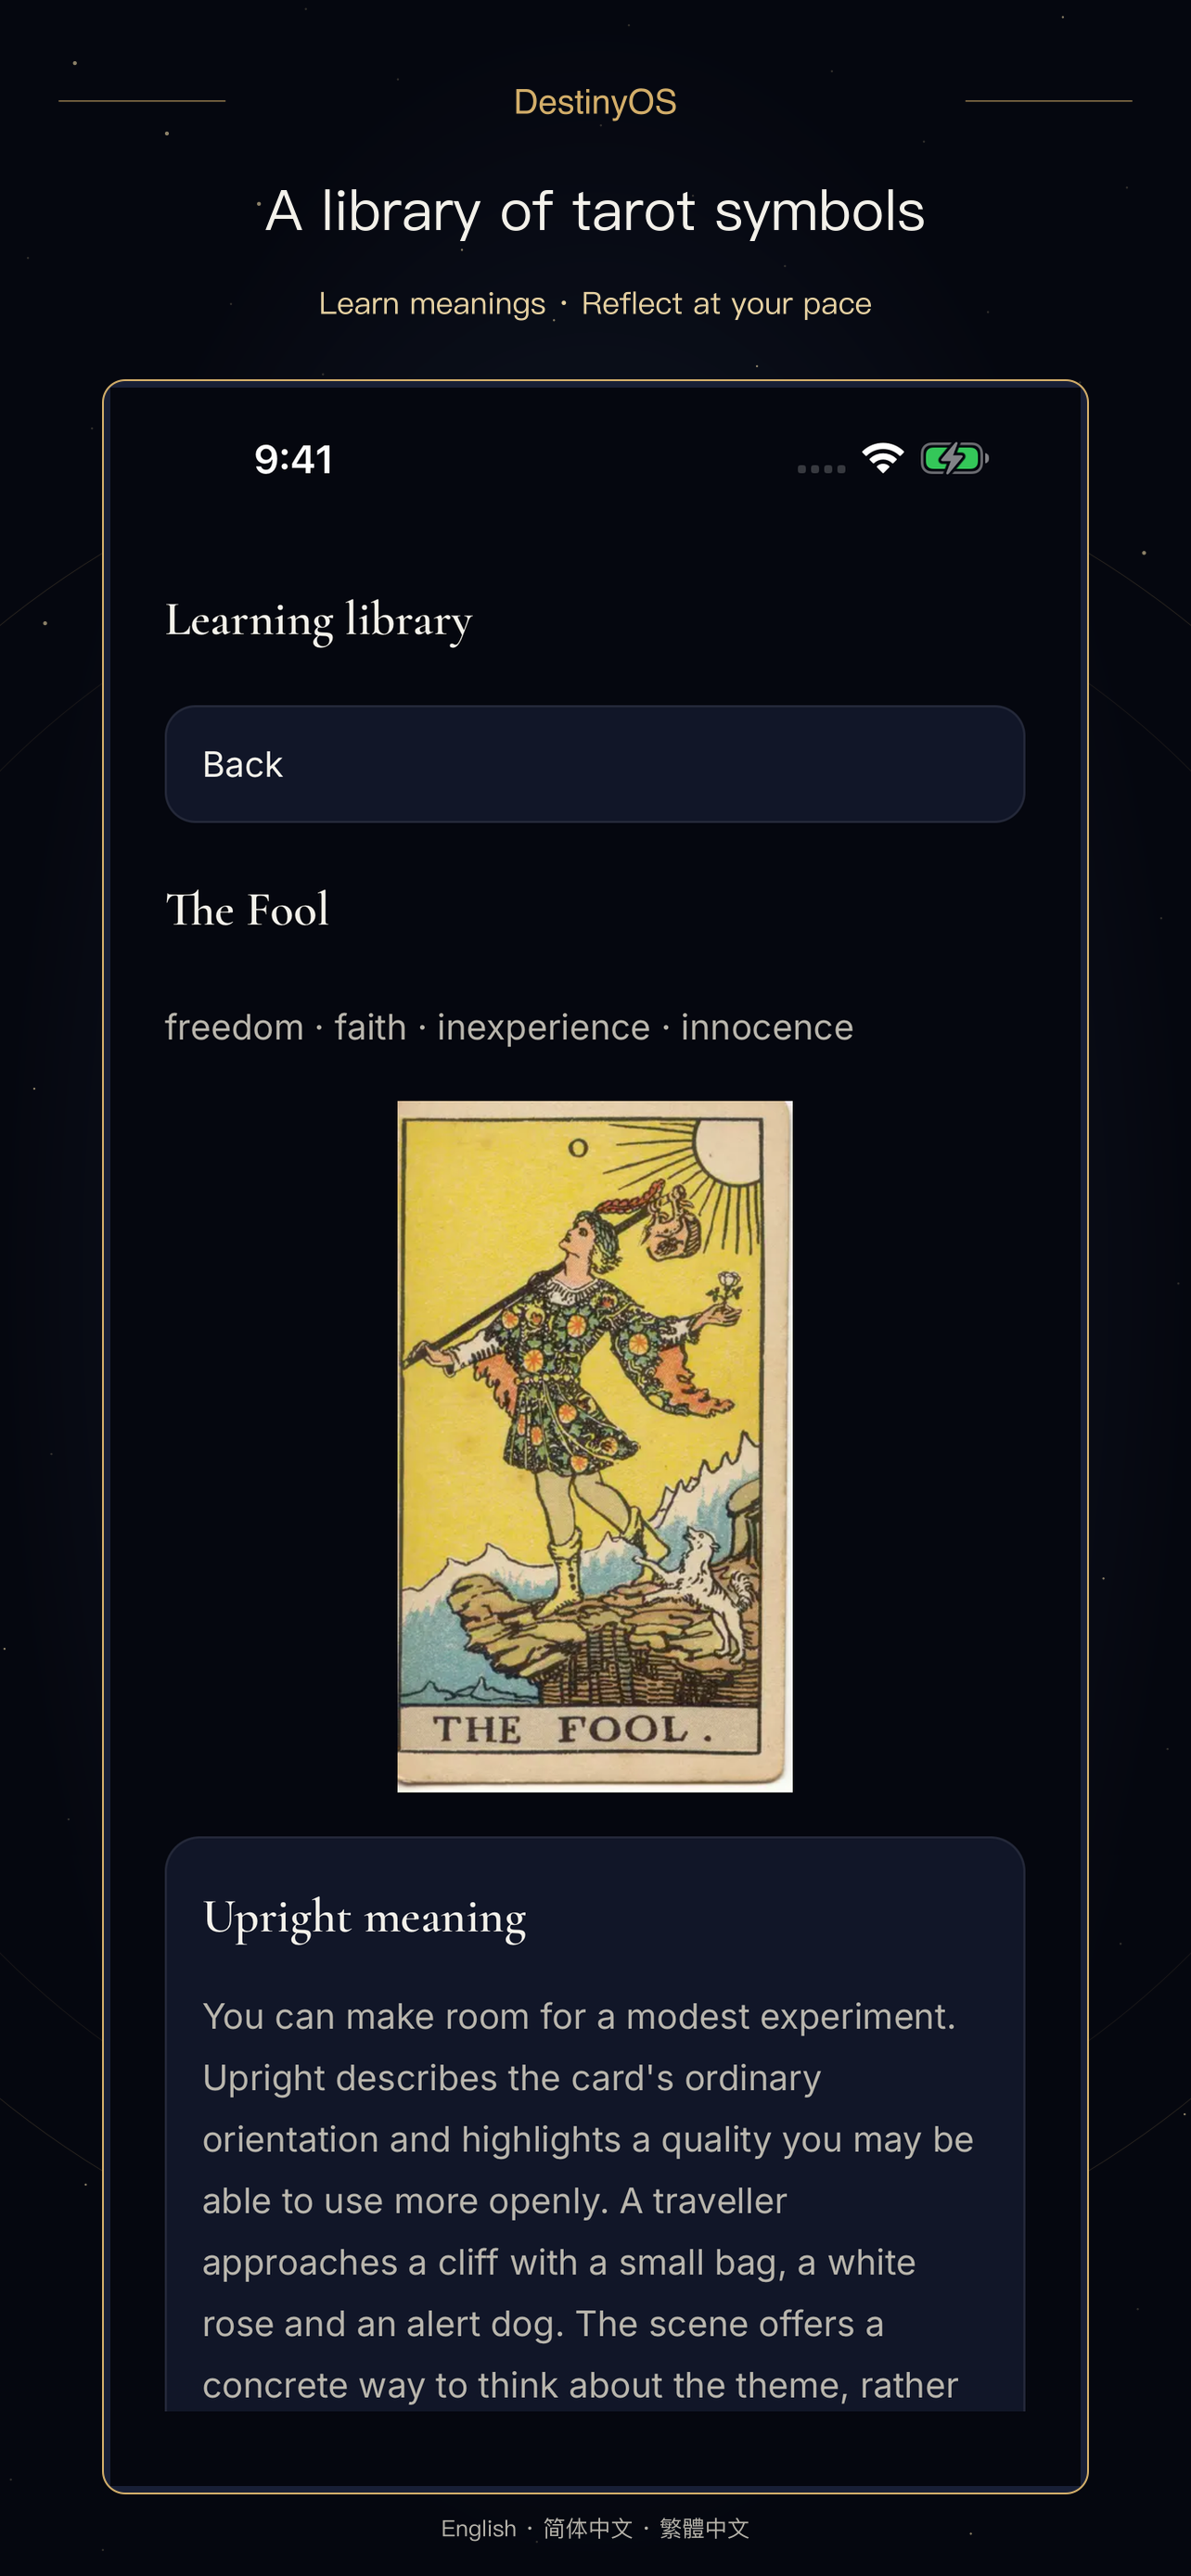 DestinyOS
A library of tarot symbols
Learn meanings · Reflect at your pace
9:41
Learning library
Back
The Fool
freedom · faith · inexperience · innocence
0
THE FOOL.
Upright meaning
You can make room for a modest experiment.
Upright describes the card's ordinary
orientation and highlights a quality you may be
able to use more openly. A traveller
approaches a cliff with a small bag, a white
rose and an alert dog. The scene offers a
concrete way to think about the theme, rather
English · 简体中文 · 繁體中文